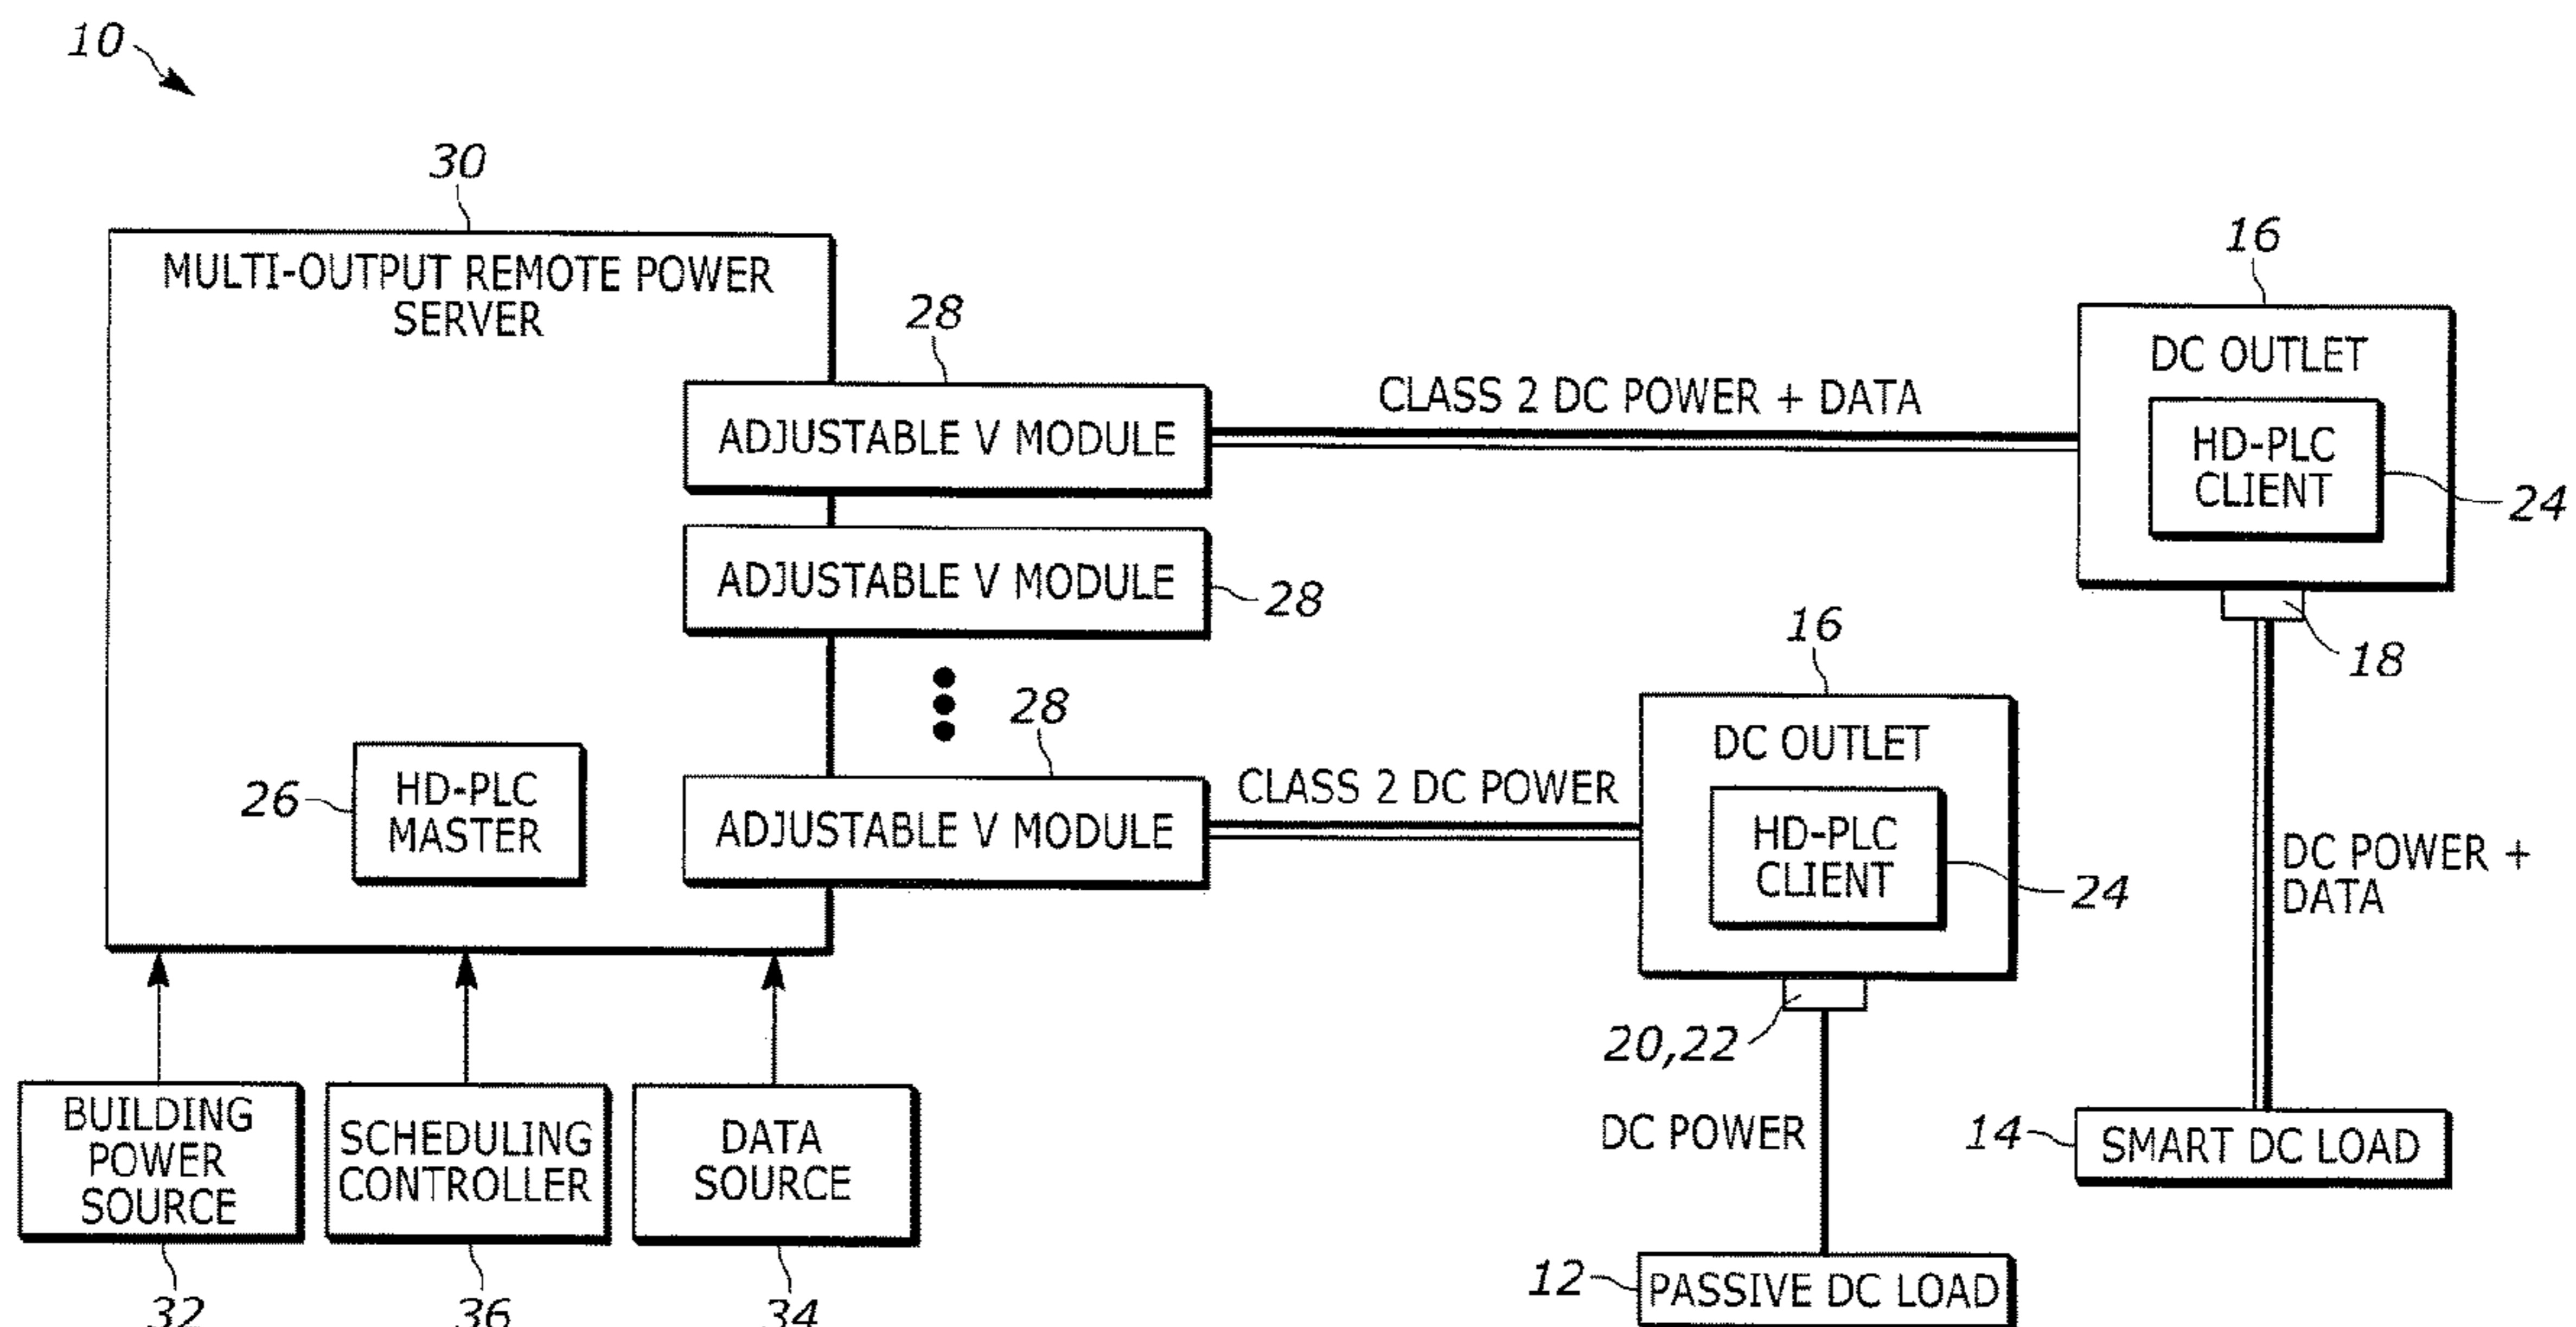 10
30
MULTI-OUTPUT REMOTE POWER
SERVER
28
ADJUSTABLE V MODULE
CLASS 2 DC POWER + DATA
16
DC OUTLET
HD-PLC
CLIENT
24
ADJUSTABLE V MODULE
28
18
28
ADJUSTABLE V MODULE
CLASS 2 DC POWER
16
DC OUTLET
HD-PLC
CLIENT
24
26
HD-PLC
MASTER
DC POWER +
DATA
20,22
DC POWER
BUILDING
POWER
SOURCE
32
SCHEDULING
CONTROLLER
36
DATA
SOURCE
34
14
SMART DC LOAD
12
PASSIVE DC LOAD